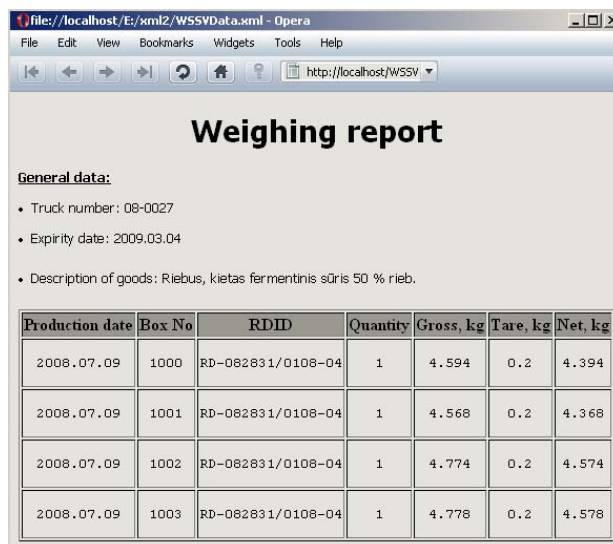 file://localhost/E:/xml2/WSSVData.xml - Opera
File Edit View Bookmarks Widgets Tools Help
http://localhost/WSSV
Weighing report
General data:
• Truck number: 08-0027
• Expirity date: 2009.03.04
• Description of goods: Riebus, kietas fermentinis sūris 50 % rieb.
Production date Box No RDID Quantity Gross, kg Tare, kg Net, kg
2008.07.09 1000 RD-082831/0108-04 1 4.594 0.2 4.394
2008.07.09 1001 RD-082831/0108-04 1 4.568 0.2 4.368
2008.07.09 1002 RD-082831/0108-04 1 4.774 0.2 4.574
2008.07.09 1003 RD-082831/0108-04 1 4.778 0.2 4.578